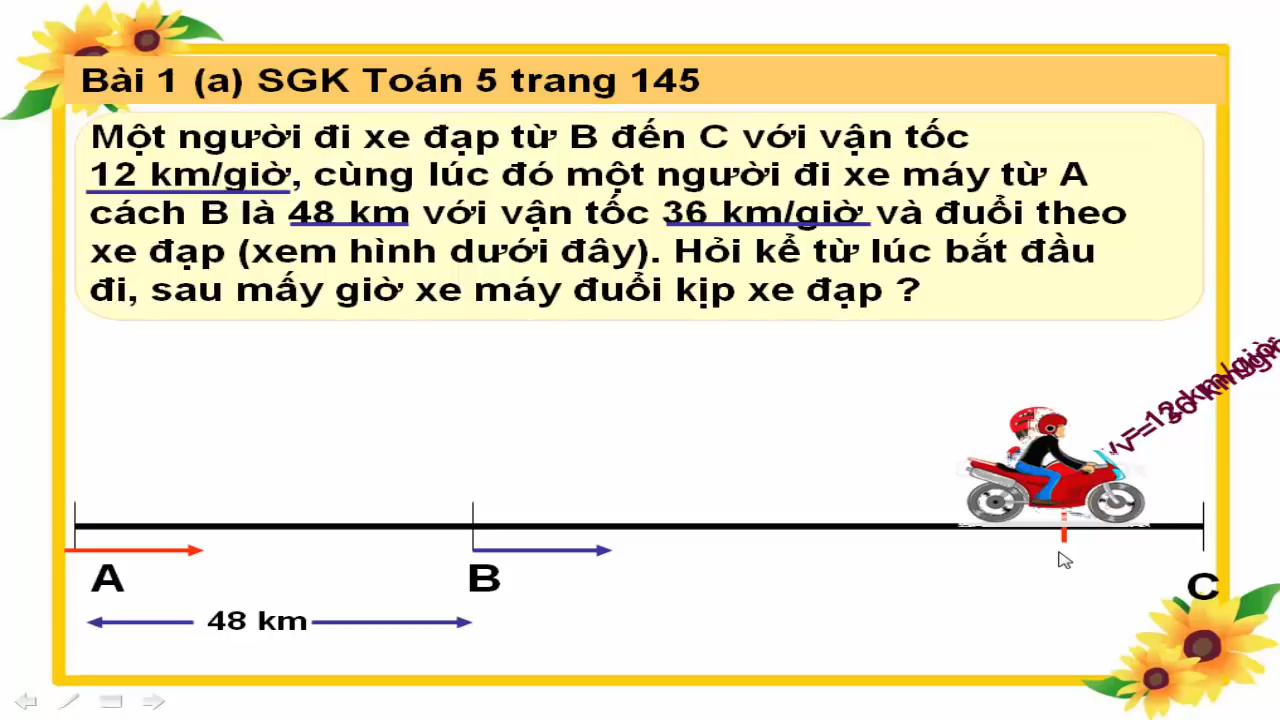 Bài 1 (a) SGK Toán 5 trang 145
Một người đi xe đạp từ B đến C với vận tốc
12 km/giờ, cùng lúc đó một người đi xe máy từ A
cách B là 48 km với vận tốc 36 km/giờ và đuổi theo
xe đạp (xem hình dưới đây). Hỏi kể từ lúc bắt đầu
đi, sau mấy giờ xe máy đuổi kịp xe đạp ?
A
B
C
48 km